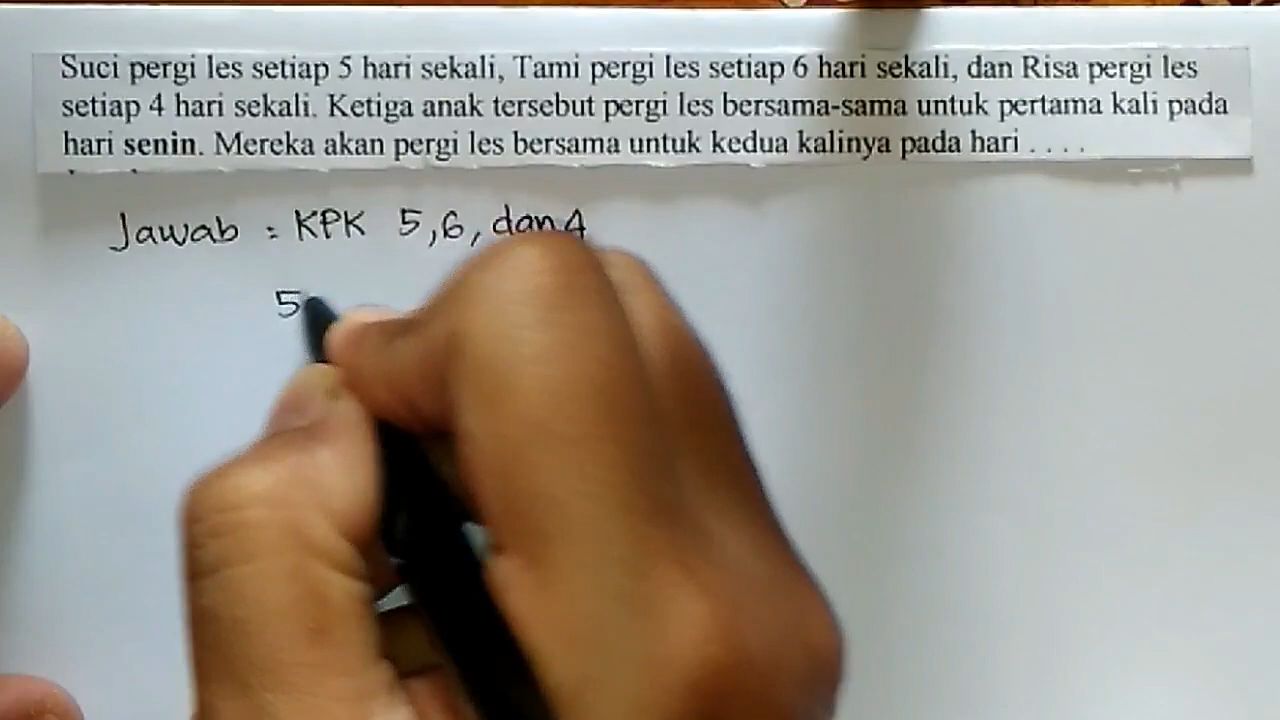 Suci pergi les setiap 5 hari sekali, Tami pergi les setiap 6 hari sekali, dan Risa pergi les
setiap 4 hari sekali. Ketiga anak tersebut pergi les bersama-sama untuk pertama kali pada
hari senin. Mereka akan pergi les bersama untuk kedua kalinya pada hari . . . .
Jawab : KPK 5,6, dan 4
5